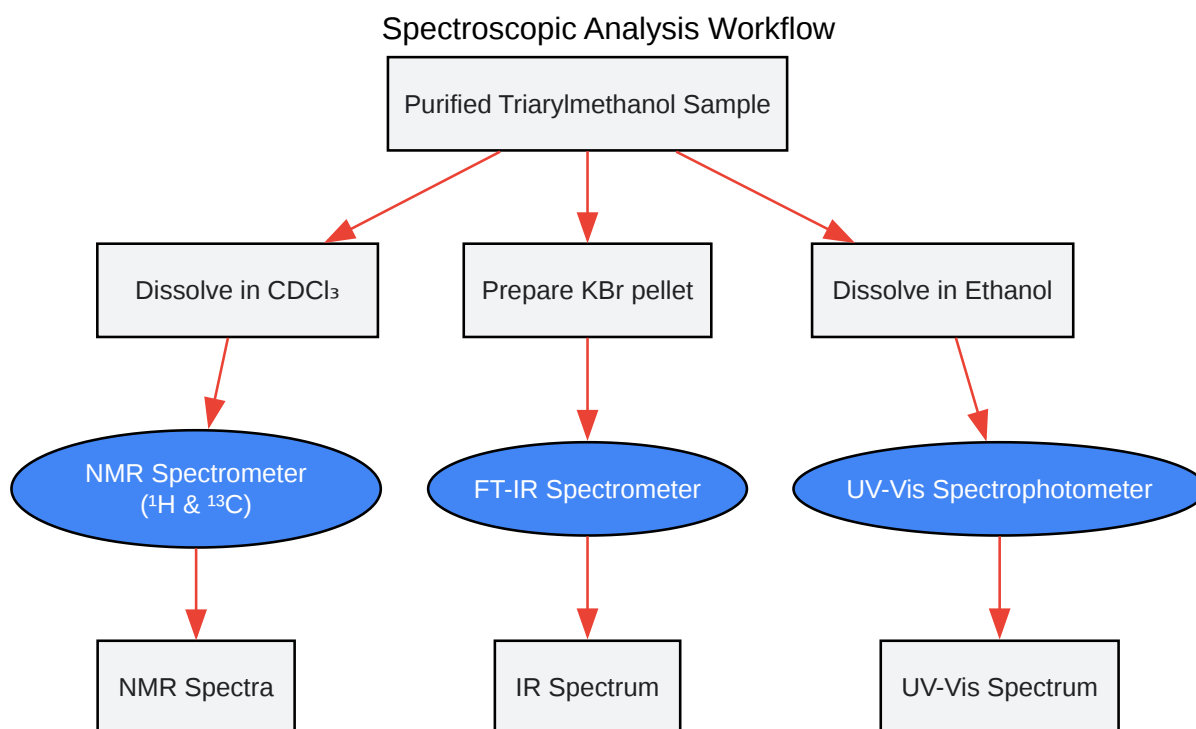 Spectroscopic Analysis Workflow
Purified Triarylmethanol Sample
Dissolve in CDCl₃
Prepare KBr pellet
Dissolve in Ethanol
NMR Spectrometer
(¹H & ¹³C)
FT-IR Spectrometer
UV-Vis Spectrophotometer
NMR Spectra
IR Spectrum
UV-Vis Spectrum